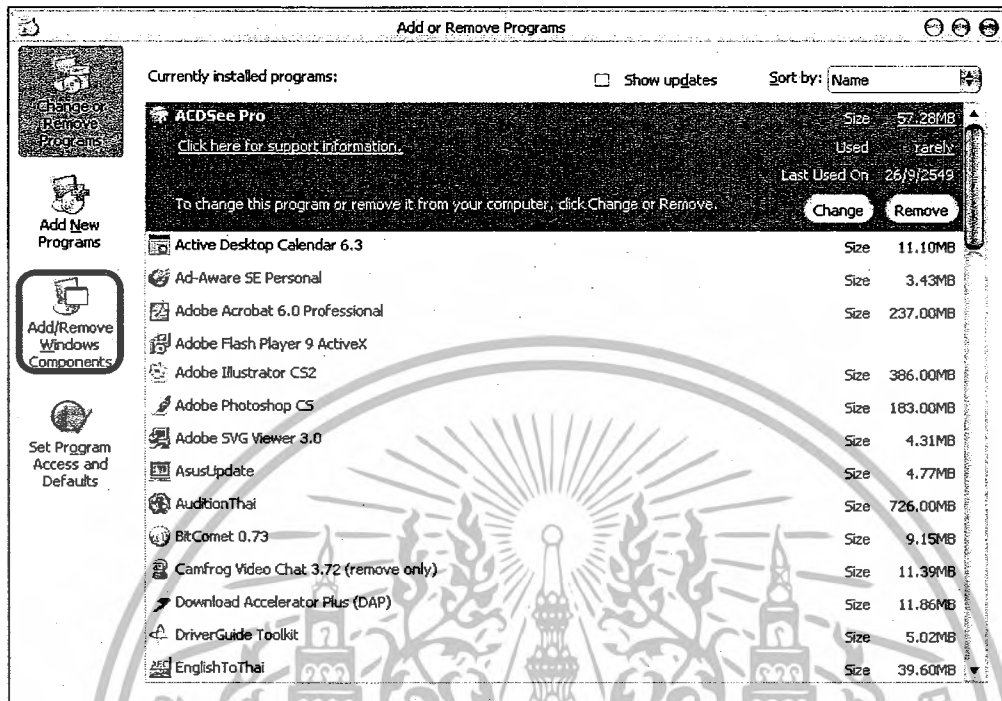 Add or Remove Programs
Change or Remove Programs
Currently installed programs:
Show updates
Sort by: Name
ACDSee Pro Size 57.28MB
Click here for support information. Used rarely
Last Used On 26/9/2549
To change this program or remove it from your computer, click Change or Remove. Change Remove
Add New Programs
Add/Remove Windows Components
Set Program Access and Defaults
Active Desktop Calendar 6.3 Size 11.10MB
Ad-Aware SE Personal Size 3.43MB
Adobe Acrobat 6.0 Professional Size 237.00MB
Adobe Flash Player 9 ActiveX
Adobe Illustrator CS2 Size 386.00MB
Adobe Photoshop CS Size 183.00MB
Adobe SVG Viewer 3.0 Size 4.31MB
AsusUpdate Size 4.77MB
AuditionThai Size 726.00MB
BitComet 0.73 Size 9.15MB
Camfrog Video Chat 3.72 (remove only) Size 11.39MB
Download Accelerator Plus (DAP) Size 11.86MB
DriverGuide Toolkit Size 5.02MB
EnglishToThai Size 39.60MB